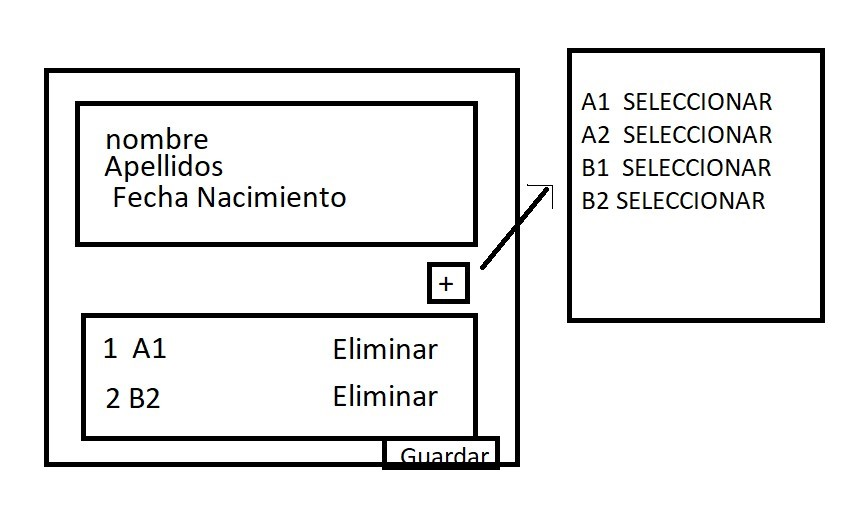 nombre
Apellidos
Fecha Nacimiento
+
1 A1 Eliminar
2 B2 Eliminar
Guardar
A1 SELECCIONAR
A2 SELECCIONAR
B1 SELECCIONAR
B2 SELECCIONAR